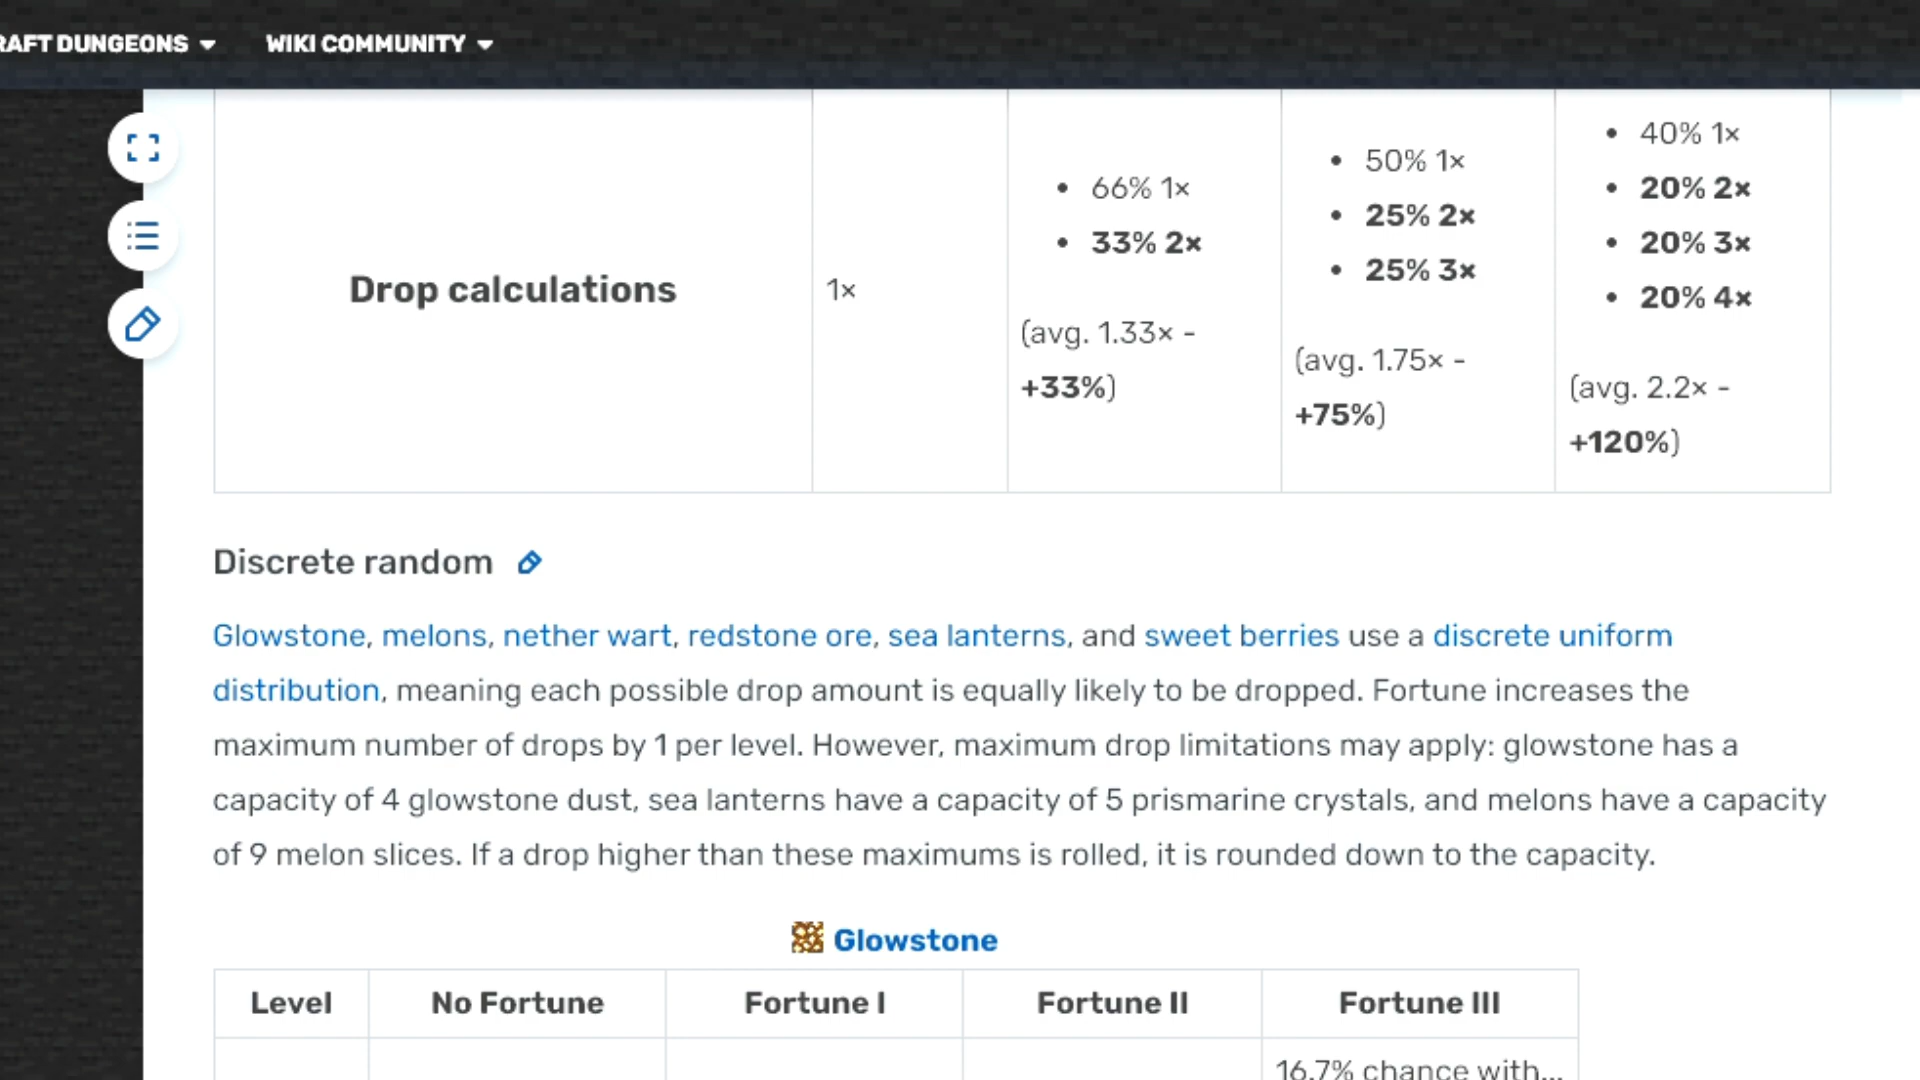 RAFT DUNGEONS WIKI COMMUNITY
Drop calculations
1×
66% 1×
33% 2×
(avg. 1.33× -
+33%)
50% 1×
25% 2×
25% 3×
(avg. 1.75× -
+75%)
40% 1×
20% 2×
20% 3×
20% 4×
(avg. 2.2× -
+120%)
Discrete random
Glowstone, melons, nether wart, redstone ore, sea lanterns, and sweet berries use a discrete uniform
distribution, meaning each possible drop amount is equally likely to be dropped. Fortune increases the
maximum number of drops by 1 per level. However, maximum drop limitations may apply: glowstone has a
capacity of 4 glowstone dust, sea lanterns have a capacity of 5 prismarine crystals, and melons have a capacity
of 9 melon slices. If a drop higher than these maximums is rolled, it is rounded down to the capacity.
Glowstone
Level No Fortune Fortune I Fortune II Fortune III
16.7% chance with...